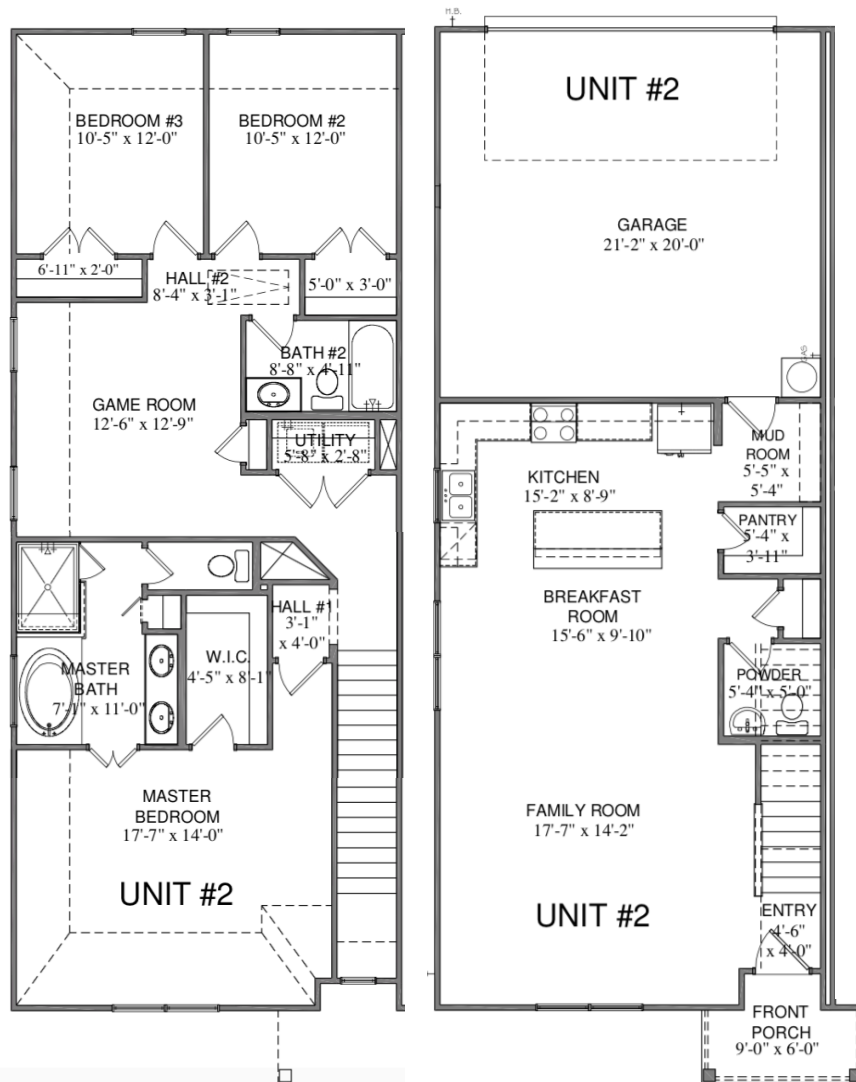 BEDROOM #3
10'-5" x 12'-0"
BEDROOM #2
10'-5" x 12'-0"
6'-11" x 2'-0"
HALL #2
8'-4" x 3'-1"
5'-0" x 3'-0"
BATH #2
8'-8" x 4'-11"
GAME ROOM
12'-6" x 12'-9"
UTILITY
5'-8" x 2'-8"
HALL #1
3'-1"
x 4'-0"
W.I.C.
4'-5" x 8'-1"
MASTER
BATH
7'-1" x 11'-0"
MASTER
BEDROOM
17'-7" x 14'-0"
UNIT #2
H.B.
UNIT #2
GARAGE
21'-2" x 20'-0"
GAS
MUD
ROOM
5'-5" x
5'-4"
KITCHEN
15'-2" x 8'-9"
PANTRY
5'-4" x
3'-11"
BREAKFAST
ROOM
15'-6" x 9'-10"
POWDER
5'-4" x 5'-0"
FAMILY ROOM
17'-7" x 14'-2"
UNIT #2
ENTRY
4'-6"
x 4'-0"
FRONT
PORCH
9'-0" x 6'-0"